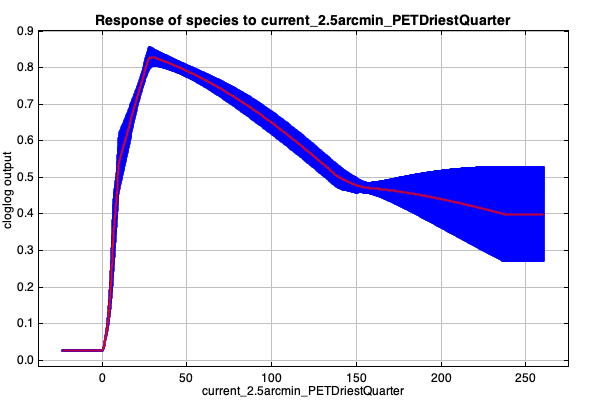 Response of species to current_2.5arcmin_PETDriestQuarter
0.9
0.8
0.7
0.6
0.5
0.4
0.3
0.2
0.1
0.0
cloglog output
0 50 100 150 200 250
current_2.5arcmin_PETDriestQuarter